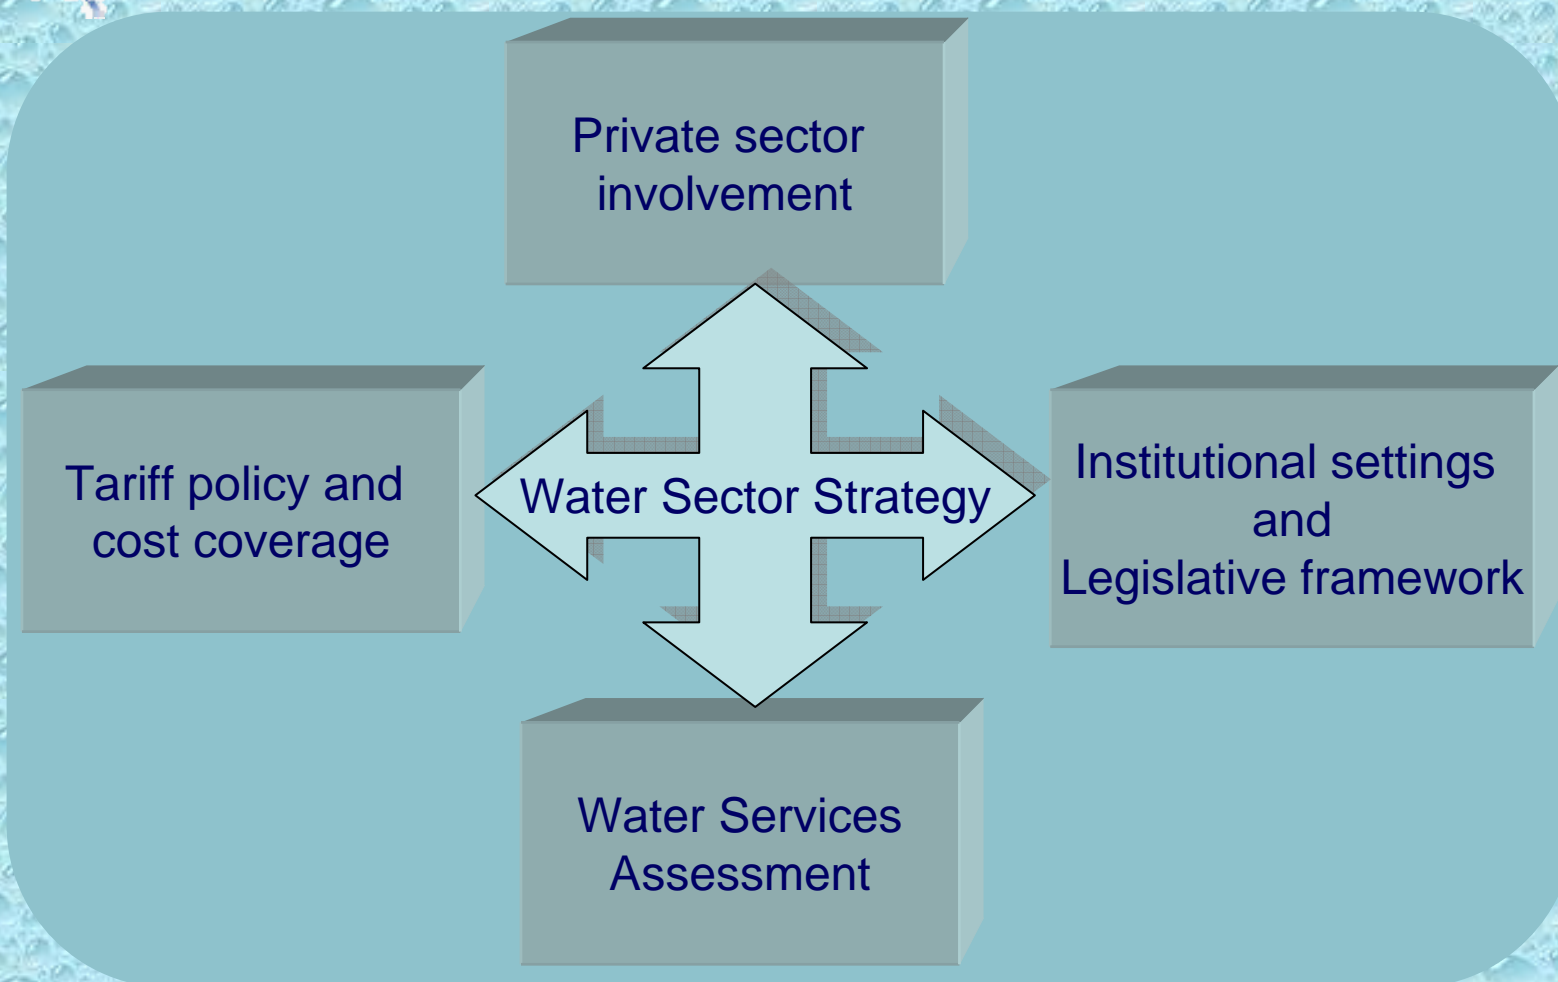 Private sector
involvement
Tariff policy and
cost coverage
Water Sector Strategy
Institutional settings
and
Legislative framework
Water Services
Assessment